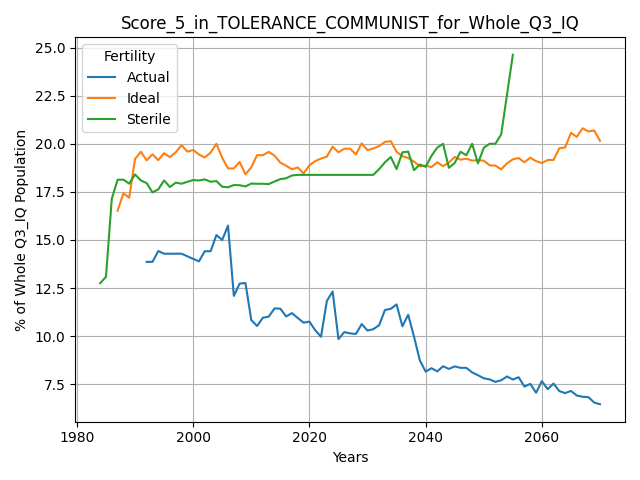 Score_5_in_TOLERANCE_COMMUNIST_for_Whole_Q3_IQ
% of Whole Q3_IQ Population
25.0
22.5
20.0
17.5
15.0
12.5
10.0
7.5
Fertility
Actual
Ideal
Sterile
1980
2000
2020
2040
2060
Years